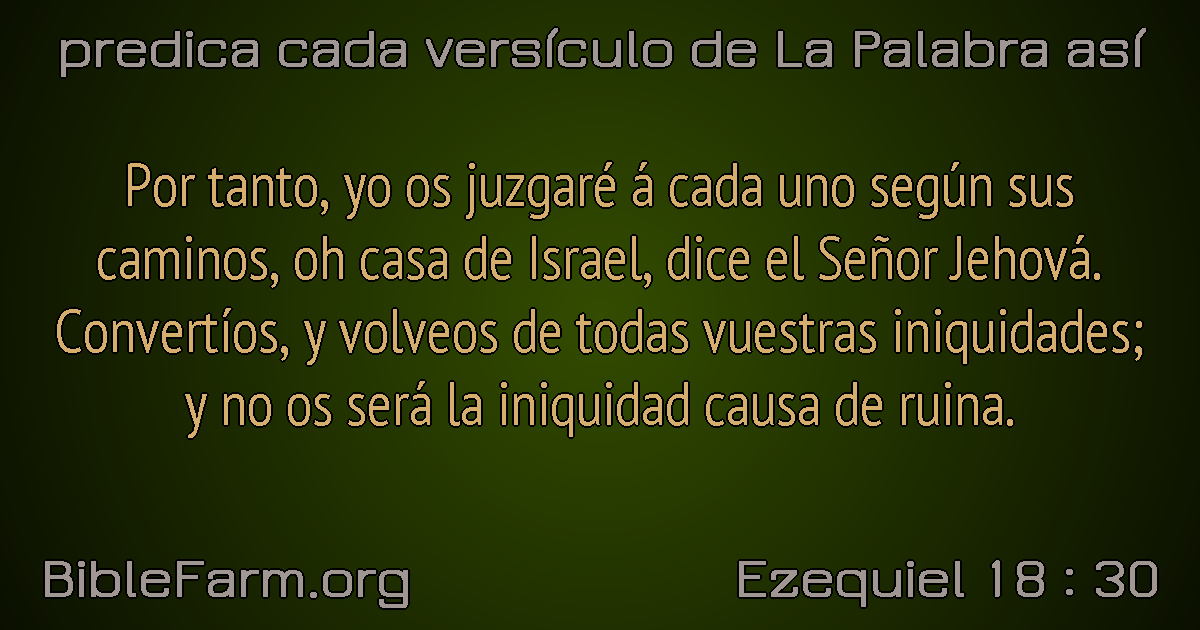 predica cada versículo de La Palabra así
Por tanto, yo os juzgaré á cada uno según sus
caminos, oh casa de Israel, dice el Señor Jehová.
Convertíos, y volveos de todas vuestras iniquidades;
y no os será la iniquidad causa de ruina.
BibleFarm.org
Ezequiel 18 : 30